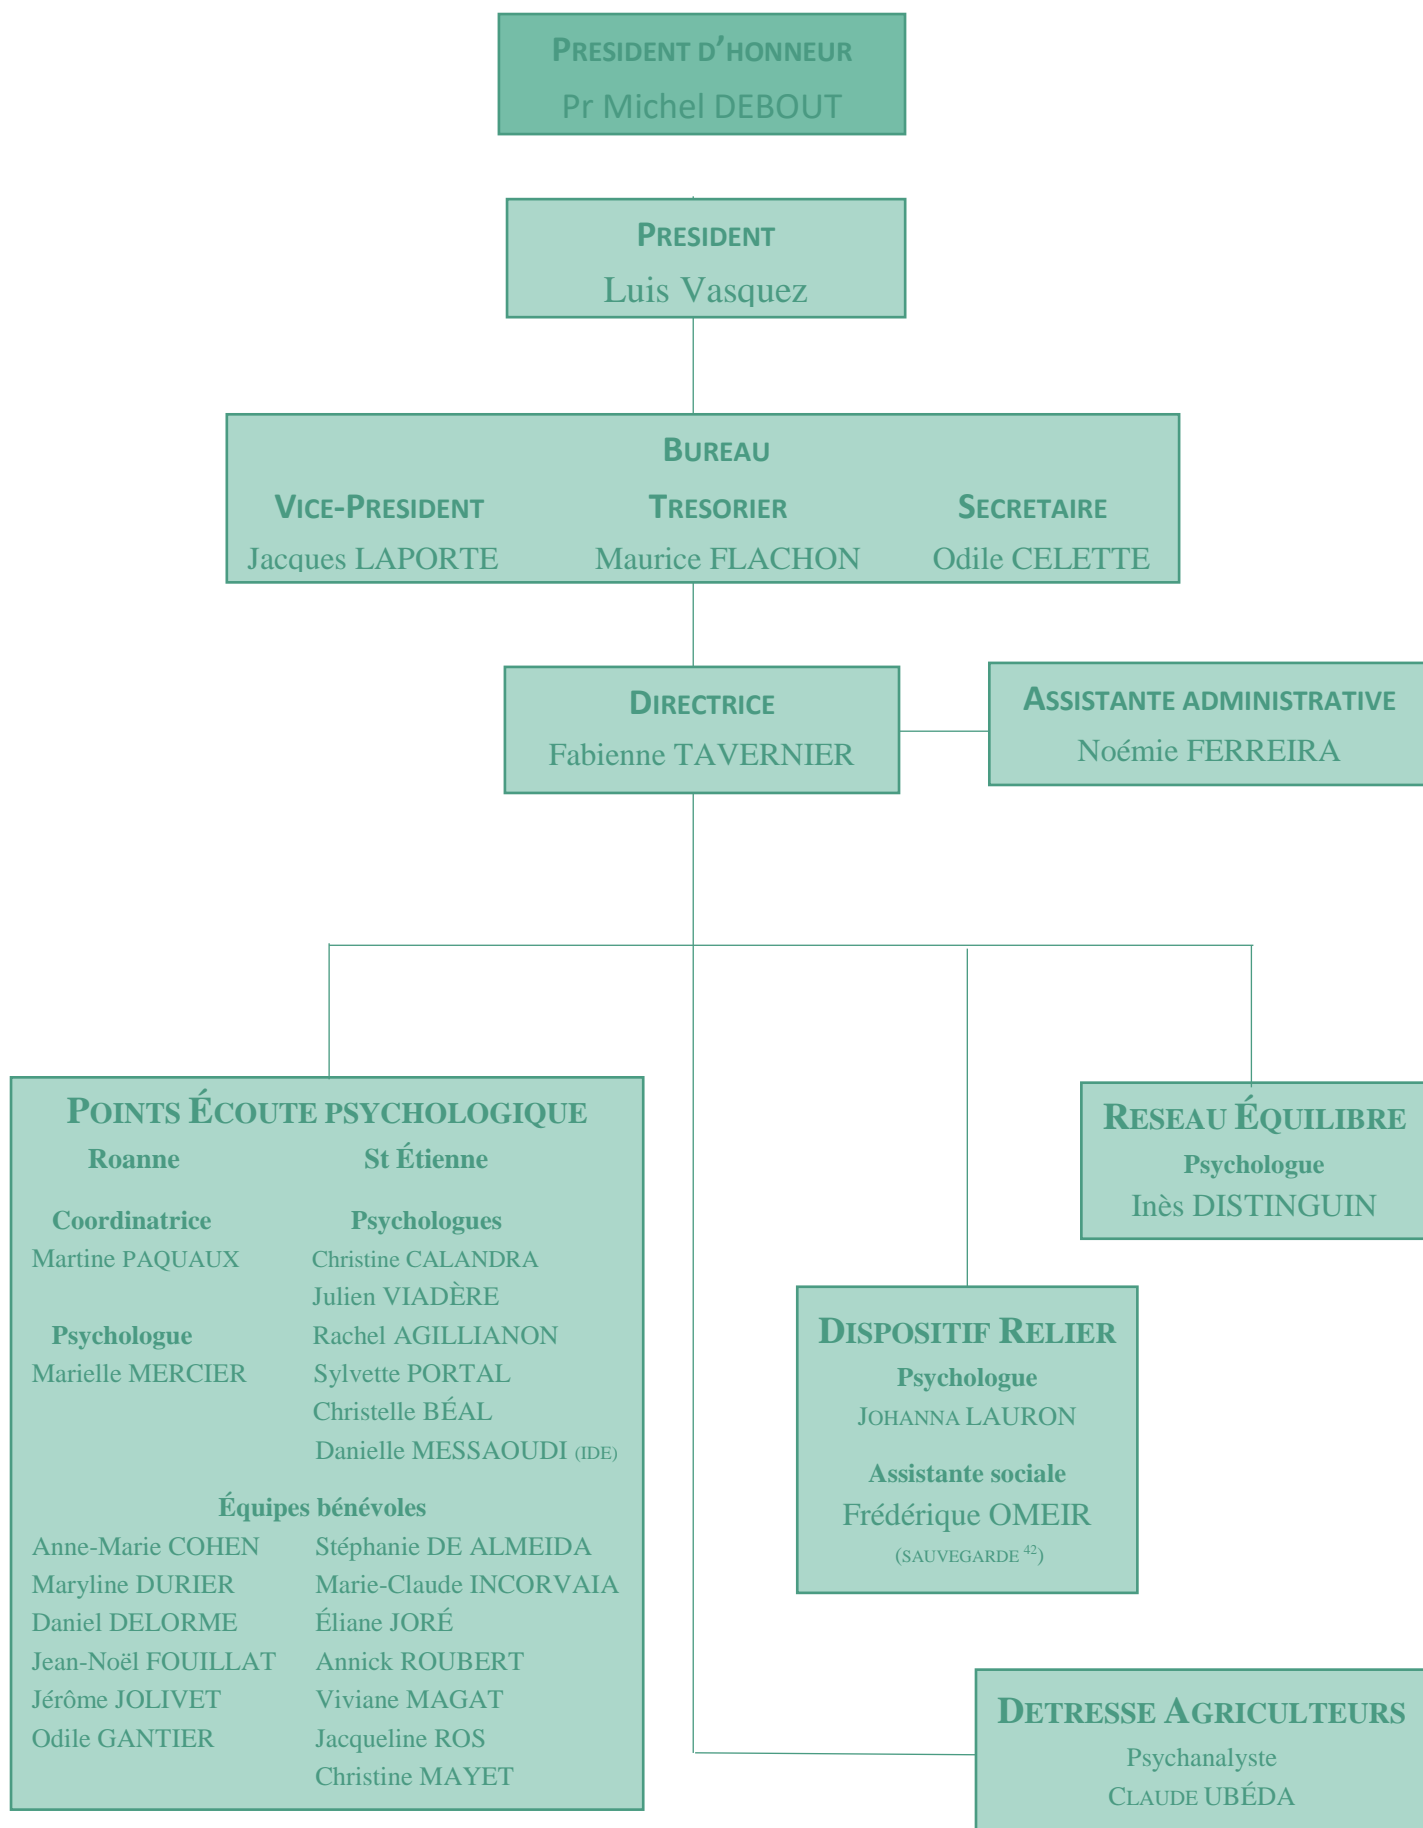 PRESIDENT D'HONNEUR
Pr Michel DEBOUT
PRESIDENT
Luis Vasquez
BUREAU
VICE-PRESIDENT TRESORIER SECRETAIRE
Jacques LAPORTE Maurice FLACHON Odile CELETTE
DIRECTRICE
Fabienne TAVERNIER
ASSISTANTE ADMINISTRATIVE
Noémie FERREIRA
POINTS ÉCOUTE PSYCHOLOGIQUE
Roanne St Étienne
Coordinatrice Psychologues
Martine PAQUAUX Christine CALANDRA
Julien VIADÈRE
Psychologue Rachel AGILLIANON
Marielle MERCIER Sylvette PORTAL
Christelle BÉAL
Danielle MESSAOUDI (IDE)
Équipes bénévoles
Anne-Marie COHEN Stéphanie DE ALMEIDA
Maryline DURIER Marie-Claude INCORVAIA
Daniel DELORME Éliane JORÉ
Jean-Noël FOUILLAT Annick ROUBERT
Jérôme JOLIVET Viviane MAGAT
Odile GANTIER Jacqueline ROS
Christine MAYET
RESEAU ÉQUILIBRE
Psychologue
Inès DISTINGUIN
DISPOSITIF RELIER
Psychologue
JOHANNA LAURON
Assistante sociale
Frédérique OMEIR
(SAUVEGARDE 42)
DETRESSE AGRICULTEURS
Psychanalyste
CLAUDE UBÉDA